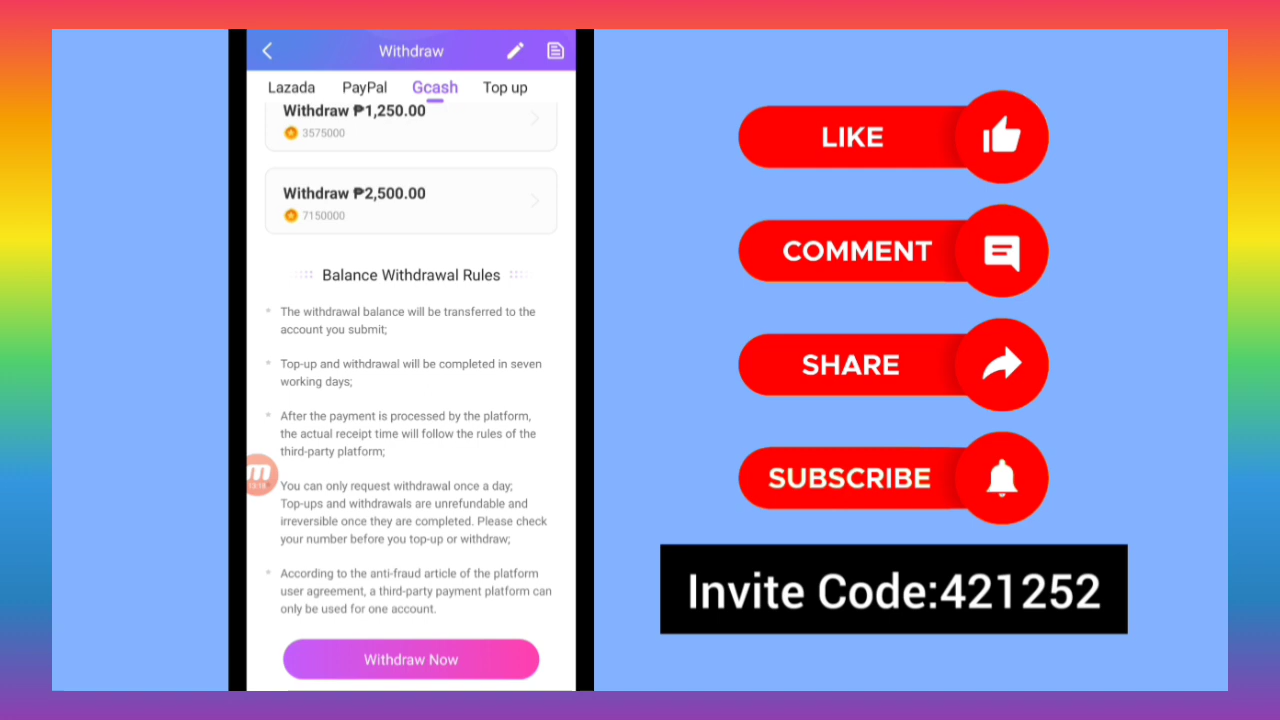 Withdraw
Lazada PayPal Gcash Top up
Withdraw ₱1,250.00
3575000
Withdraw ₱2,500.00
7150000
Balance Withdrawal Rules
The withdrawal balance will be transferred to the
account you submit;
Top-up and withdrawal will be completed in seven
working days;
After the payment is processed by the platform,
the actual receipt time will follow the rules of the
third-party platform;
You can only request withdrawal once a day;
Top-ups and withdrawals are unrefundable and
irreversible once they are completed. Please check
your number before you top-up or withdraw;
According to the anti-fraud article of the platform
user agreement, a third-party payment platform can
only be used for one account.
Withdraw Now
LIKE
COMMENT
SHARE
SUBSCRIBE
Invite Code:421252